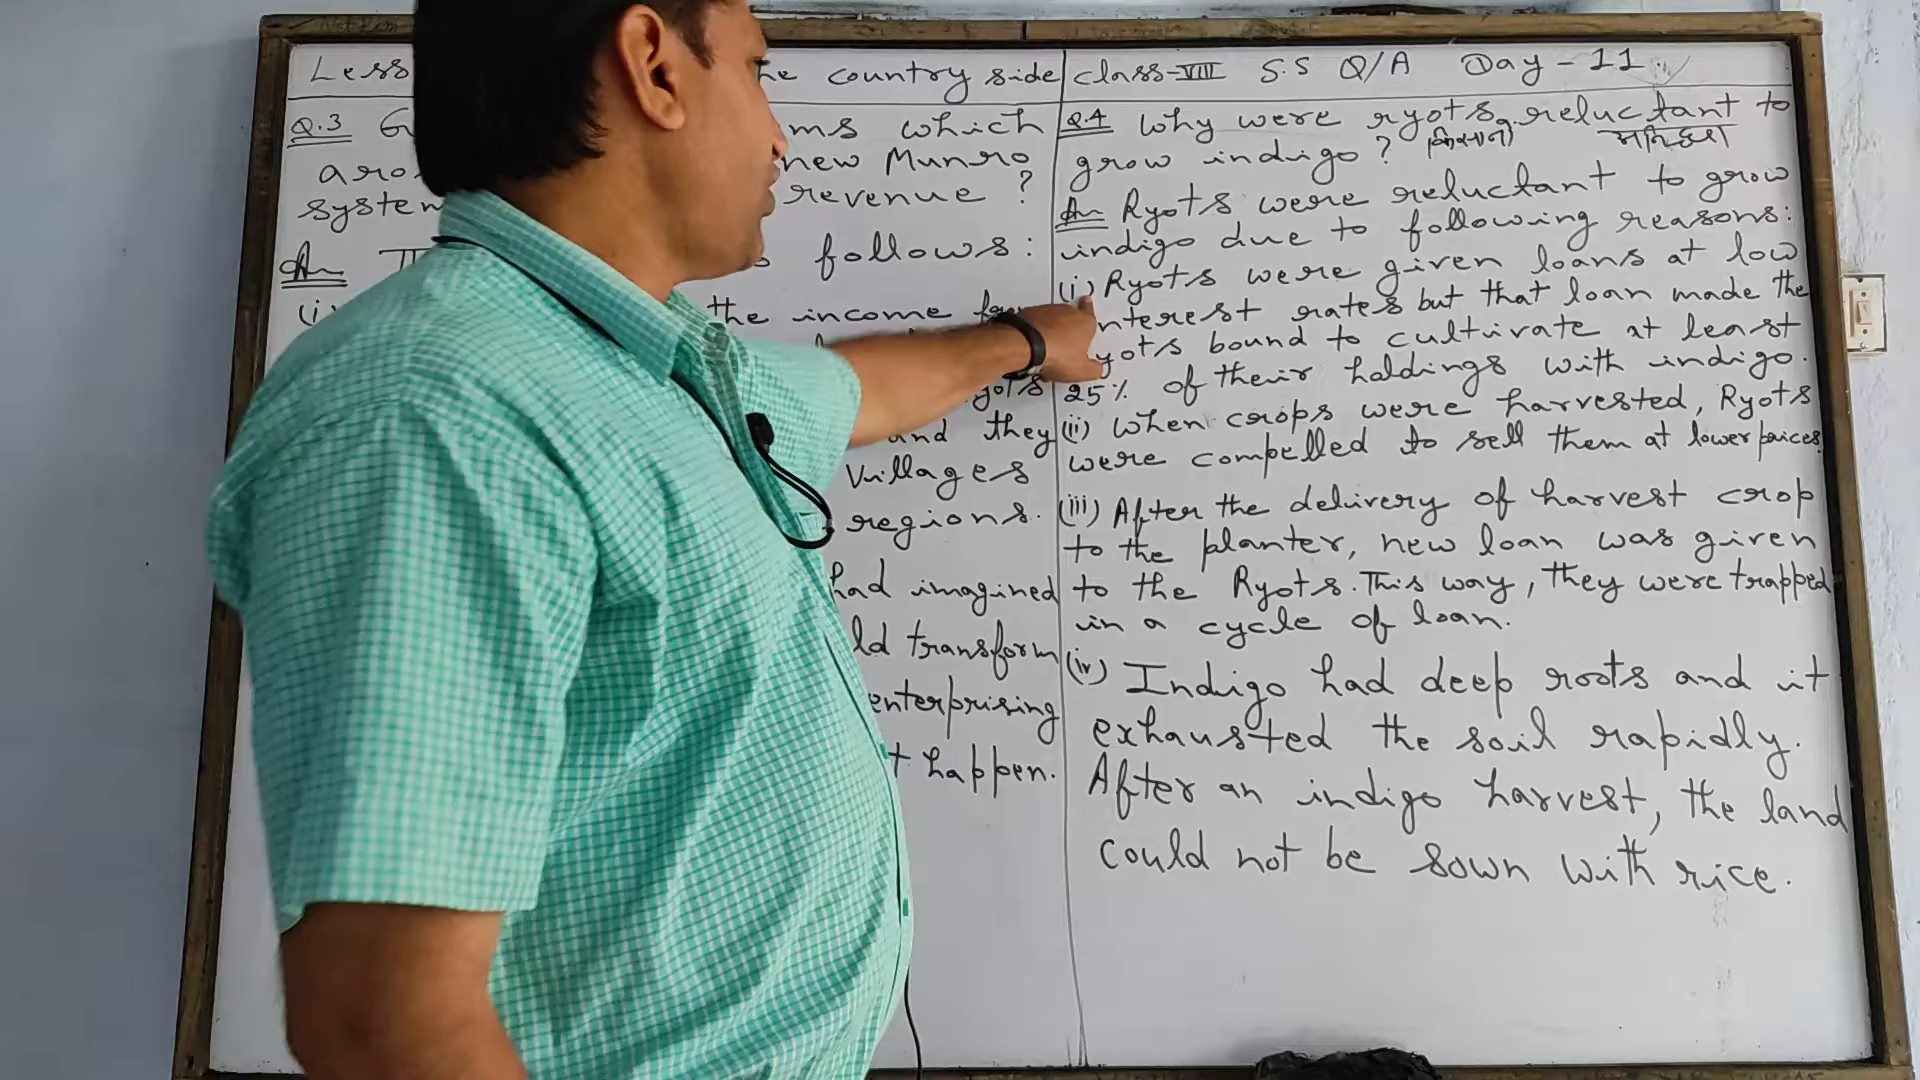 Less he country side
Q.3 G ms which
aro new Munro
system revenue ?
Ans follows :
(i) the income from
yots
and they
Villages
regions.
had imagined
ld transform
enterprising
t happen.
class-VIII S.S Q/A Day - 11
Q.4 Why were ryots reluctant to
grow indigo ?
Ans Ryots were reluctant to grow
indigo due to following reasons:
(i) Ryots were given loans at low
nterest rates but that loan made the
yots bound to cultivate at least
25% of their holdings with indigo.
(ii) When crops were harvested, Ryots
were compelled to sell them at lower prices.
(iii) After the delivery of harvest crop
to the planter, new loan was given
to the Ryots. This way, they were trapped
in a cycle of loan.
(iv) Indigo had deep roots and it
exhausted the soil rapidly.
After an indigo harvest, the land
could not be sown with rice.